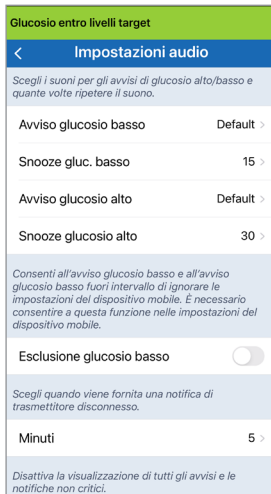 Glucosio entro livelli target
Impostazioni audio
Scegli i suoni per gli avvisi di glucosio alto/basso e
quante volte ripetere il suono.
Avviso glucosio basso Default
Snooze gluc. basso 15
Avviso glucosio alto Default
Snooze glucosio alto 30
Consenti all'avviso glucosio basso e all'avviso
glucosio basso fuori intervallo di ignorare le
impostazioni del dispositivo mobile. È necessario
consentire a questa funzione nelle impostazioni del
dispositivo mobile.
Esclusione glucosio basso
Scegli quando viene fornita una notifica di
trasmettitore disconnesso.
Minuti 5
Disattiva la visualizzazione di tutti gli avvisi e le
notifiche non critici.